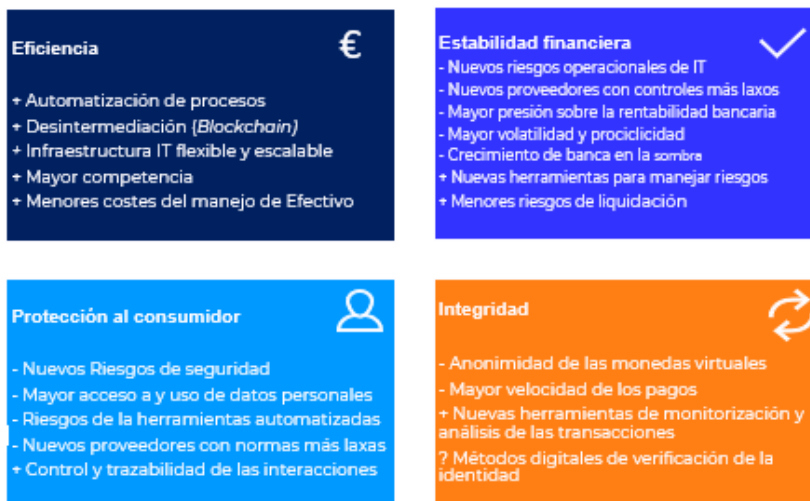 Eficiencia
€
+ Automatización de procesos
+ Desintermediación (Blockchain)
+ Infraestructura IT flexible y escalable
+ Mayor competencia
+ Menores costes del manejo de Efectivo
Estabilidad financiera
- Nuevos riesgos operacionales de IT
- Nuevos proveedores con controles más laxos
- Mayor presión sobre la rentabilidad bancaria
- Mayor volatilidad y prociclicidad
- Crecimiento de banca en la sombra
+ Nuevas herramientas para manejar riesgos
+ Menores riesgos de liquidación
Protección al consumidor
- Nuevos Riesgos de seguridad
- Mayor acceso a y uso de datos personales
- Riesgos de la herramientas automatizadas
- Nuevos proveedores con normas más laxas
+ Control y trazabilidad de las interacciones
Integridad
- Anonimidad de las monedas virtuales
- Mayor velocidad de los pagos
+ Nuevas herramientas de monitorización y
análisis de las transacciones
? Métodos digitales de verificación de la
identidad